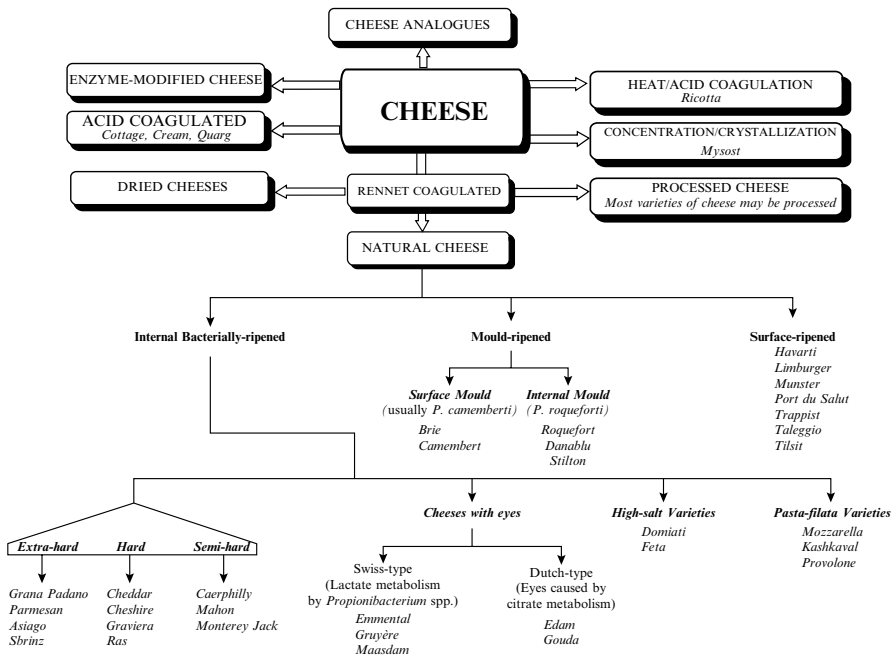 CHEESE ANALOGUES
ENZYME-MODIFIED CHEESE
CHEESE
HEAT/ACID COAGULATION
Ricotta
ACID COAGULATED
Cottage, Cream, Quarg
CONCENTRATION/CRYSTALLIZATION
Mysost
DRIED CHEESES
RENNET COAGULATED
PROCESSED CHEESE
Most varieties of cheese may be processed
NATURAL CHEESE
Internal Bacterially-ripened
Mould-ripened
Surface-ripened
Havarti
Limburger
Munster
Port du Salut
Trappist
Taleggio
Tilsit
Surface Mould
(usually P. camemberti)
Brie
Camembert
Internal Mould
(P. roqueforti)
Roquefort
Danablu
Stilton
Extra-hard
Hard
Semi-hard
Grana Padano
Parmesan
Asiago
Sbrinz
Cheddar
Cheshire
Graviera
Ras
Caerphilly
Mahon
Monterey Jack
Cheeses with eyes
Swiss-type
(Lactate metabolism
by Propionibacterium spp.)
Emmental
Gruyère
Maasdam
Dutch-type
(Eyes caused by
citrate metabolism)
Edam
Gouda
High-salt Varieties
Domiati
Feta
Pasta-filata Varieties
Mozzarella
Kashkaval
Provolone